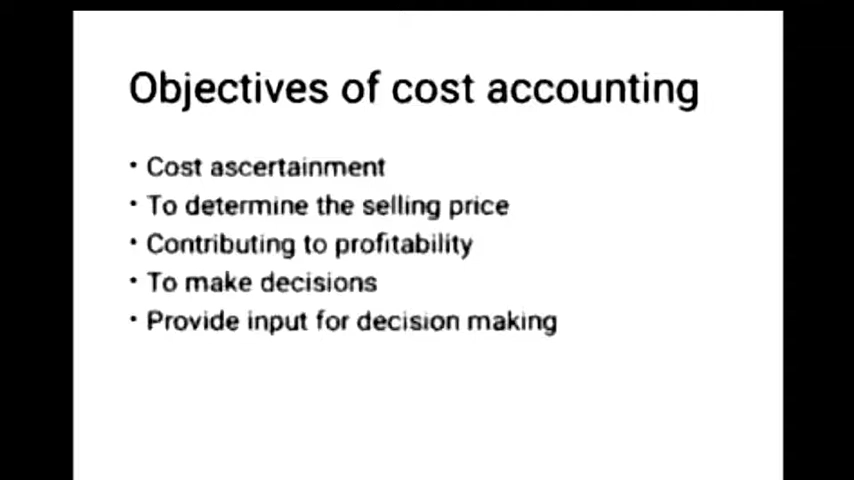 Objectives of cost accounting
• Cost ascertainment
• To determine the selling price
• Contributing to profitability
• To make decisions
• Provide input for decision making